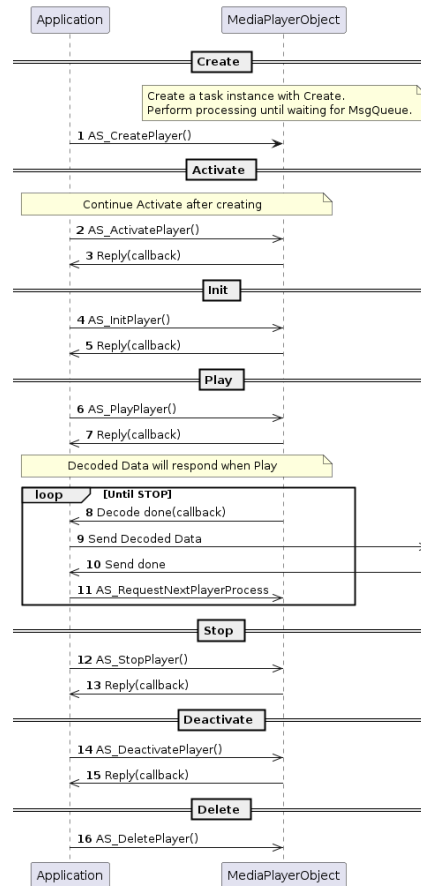 Application
MediaPlayerObject
Create
Create a task instance with Create.
Perform processing until waiting for MsgQueue.
1 AS_CreatePlayer()
Activate
Continue Activate after creating
2 AS_ActivatePlayer()
3 Reply(callback)
Init
4 AS_InitPlayer()
5 Reply(callback)
Play
6 AS_PlayPlayer()
7 Reply(callback)
Decoded Data will respond when Play
loop [Until STOP]
8 Decode done(callback)
9 Send Decoded Data
10 Send done
11 AS_RequestNextPlayerProcess
Stop
12 AS_StopPlayer()
13 Reply(callback)
Deactivate
14 AS_DeactivatePlayer()
15 Reply(callback)
Delete
16 AS_DeletePlayer()
Application
MediaPlayerObject